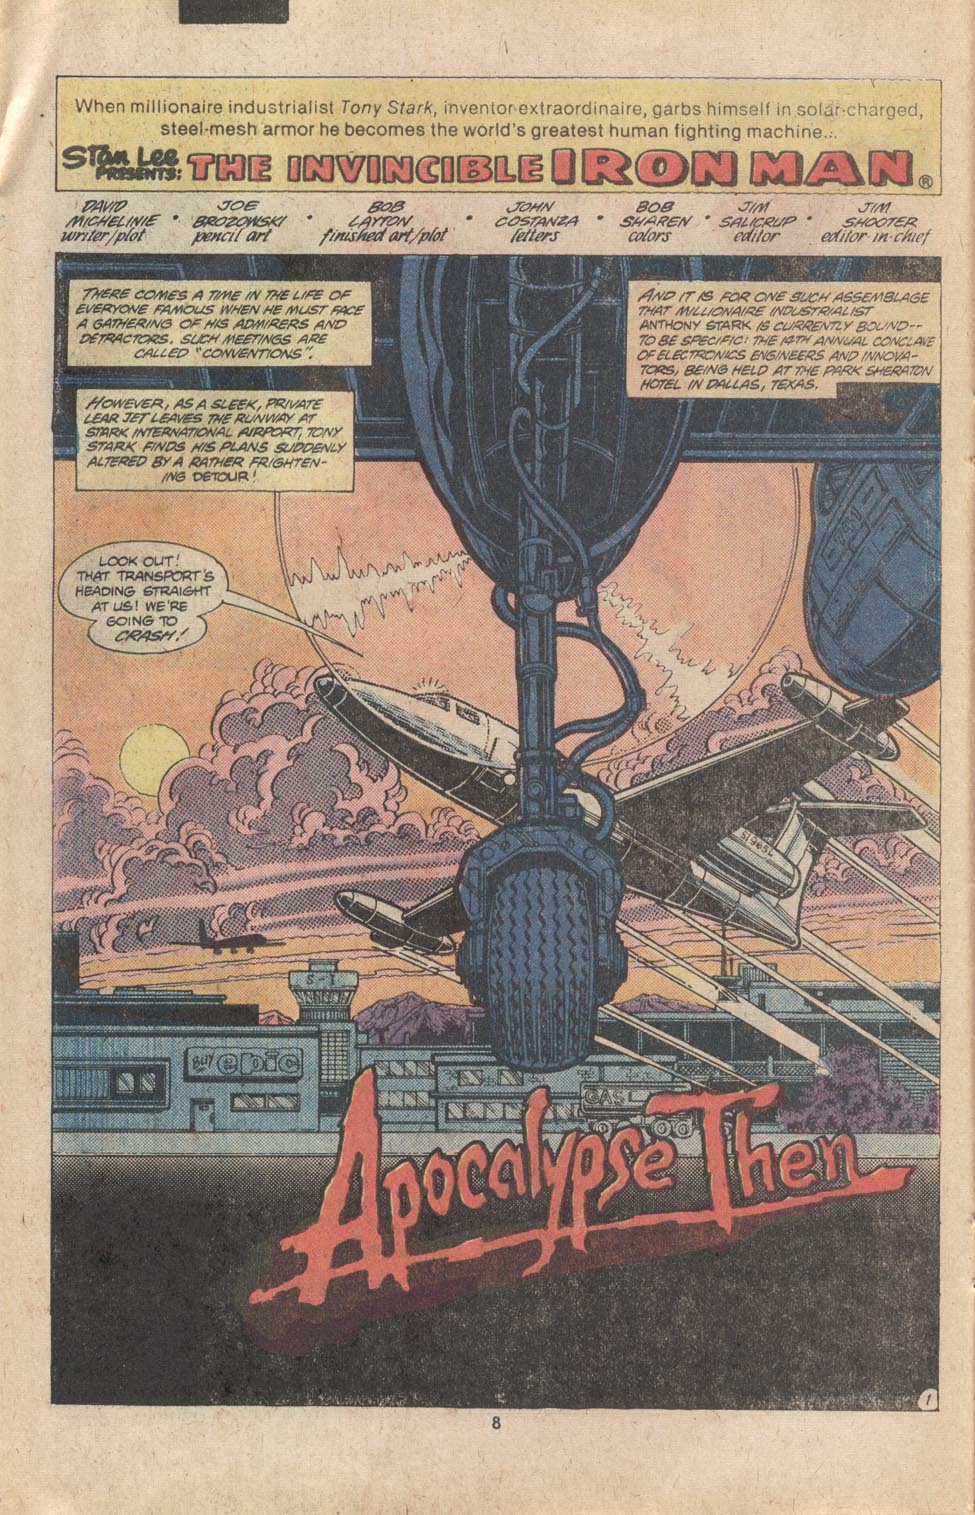 When millionaire industrialist Tony Stark, inventor extraordinaire, garbs himself in solar-charged,
steel-mesh armor he becomes the world's greatest human fighting machine...
Stan Lee
PRESENTS:
THE INVINCIBLE IRON MAN®
DAVID
MICHELINIE
writer/plot
•
JOE
BROZOWSKI
pencil art
•
BOB
LAYTON
finished art/plot
•
JOHN
COSTANZA
letters
•
BOB
SHAREN
colors
•
JIM
SALICRUP
editor
•
JIM
SHOOTER
editor-in-chief
THERE COMES A TIME IN THE LIFE OF
EVERYONE FAMOUS WHEN HE MUST FACE
A GATHERING OF HIS ADMIRERS AND
DETRACTORS. SUCH MEETINGS ARE
CALLED "CONVENTIONS".
AND IT IS FOR ONE SUCH ASSEMBLAGE
THAT MILLIONAIRE INDUSTRIALIST
ANTHONY STARK IS CURRENTLY BOUND--
TO BE SPECIFIC: THE 14TH ANNUAL CONCLAVE
OF ELECTRONICS ENGINEERS AND INNOVA-
TORS, BEING HELD AT THE PARK SHERATON
HOTEL IN DALLAS, TEXAS.
HOWEVER, AS A SLEEK, PRIVATE
LEAR JET LEAVES THE RUNWAY AT
STARK INTERNATIONAL AIRPORT, TONY
STARK FINDS HIS PLANS SUDDENLY
ALTERED BY A RATHER FRIGHTEN-
ING DETOUR!
LOOK OUT!
THAT TRANSPORT'S
HEADING STRAIGHT
AT US! WE'RE
GOING TO
CRASH!
S-I
BUY epic
GAS
Apocalypse Then
1
8